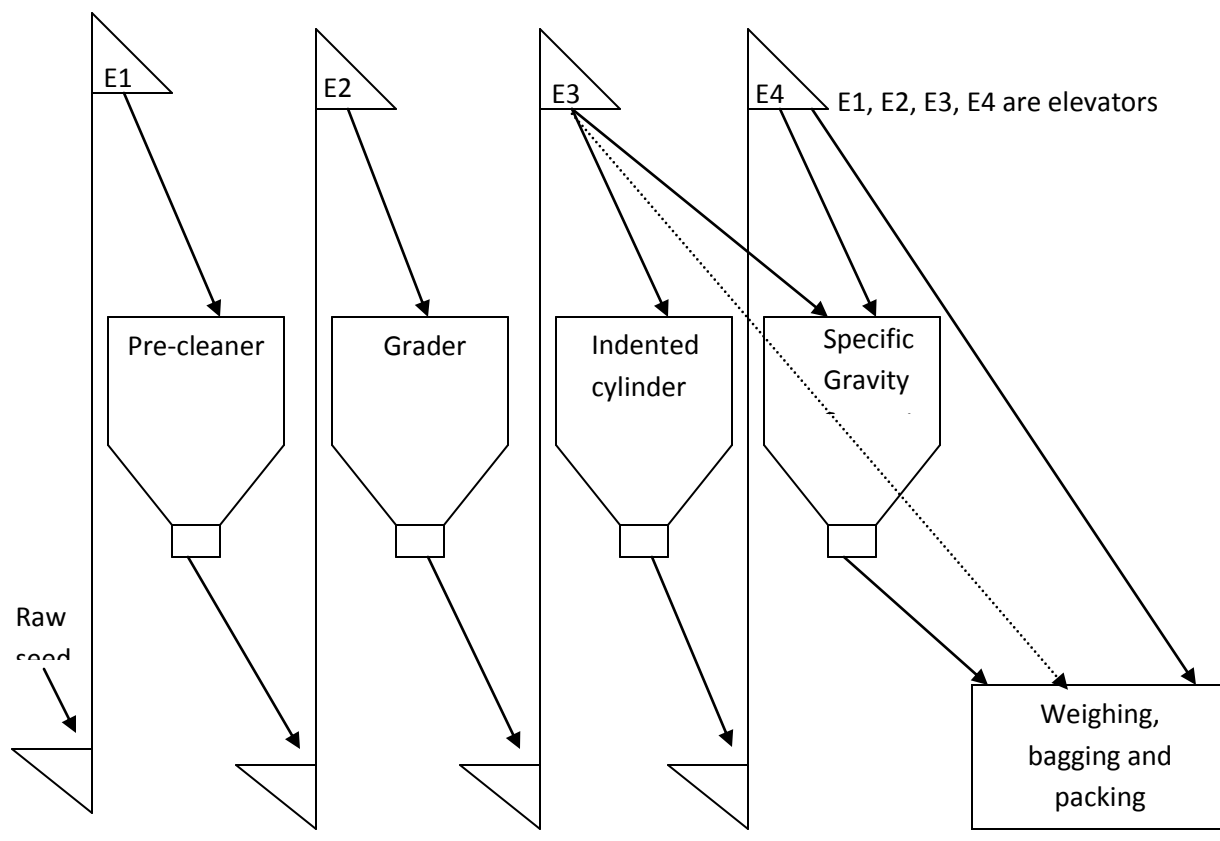 E1
E2
E3
E4
E1, E2, E3, E4 are elevators
Pre-cleaner
Grader
Indented
cylinder
Specific
Gravity
Raw
seed
Weighing,
bagging and
packing